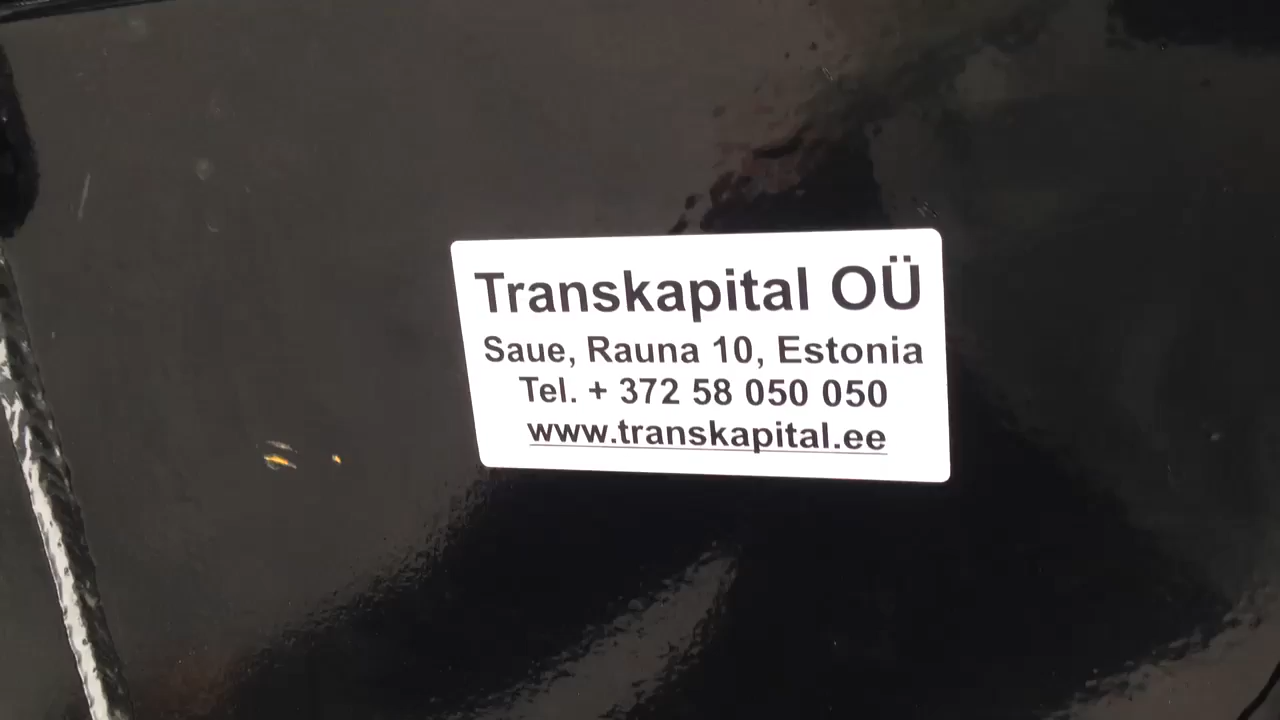 Transkapital OÜ
Saue, Rauna 10, Estonia
Tel. + 372 58 050 050
www.transkapital.ee